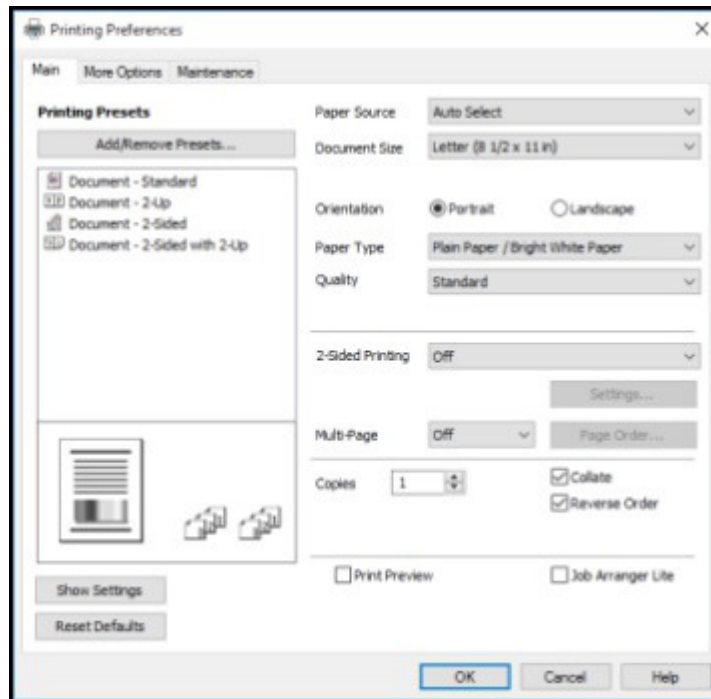 Printing Preferences
Main More Options Maintenance
Printing Presets
Add/Remove Presets...
Document - Standard
Document - 2-Up
Document - 2-Sided
Document - 2-Sided with 2-Up
Show Settings
Reset Defaults
Paper Source Auto Select
Document Size Letter (8 1/2 x 11 in)
Orientation Portrait Landscape
Paper Type Plain Paper / Bright White Paper
Quality Standard
2-Sided Printing Off
Settings...
Multi-Page Off Page Order...
Copies 1 Collate
Reverse Order
Print Preview Job Arranger Lite
OK Cancel Help